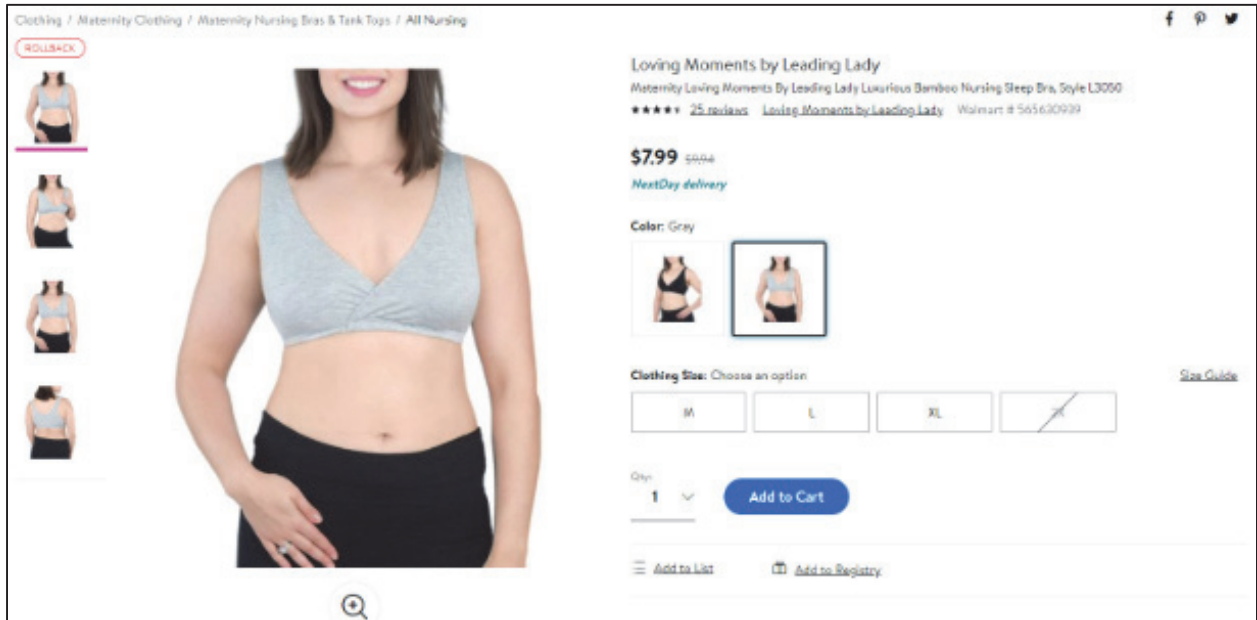 Clothing / Maternity Clothing / Maternity Nursing Bras & Tank Tops / All Nursing
ROLLBACK
Loving Moments by Leading Lady
Maternity Loving Moments By Leading Lady Luxurious Bamboo Nursing Sleep Bra, Style L3050
25 reviews Loving Moments by Leading Lady Walmart # 565630939
$7.99 $9.94
NextDay delivery
Color: Gray
Clothing Size: Choose an option Size Guide
M L XL
Qty:
1 Add to Cart
Add to List Add to Registry